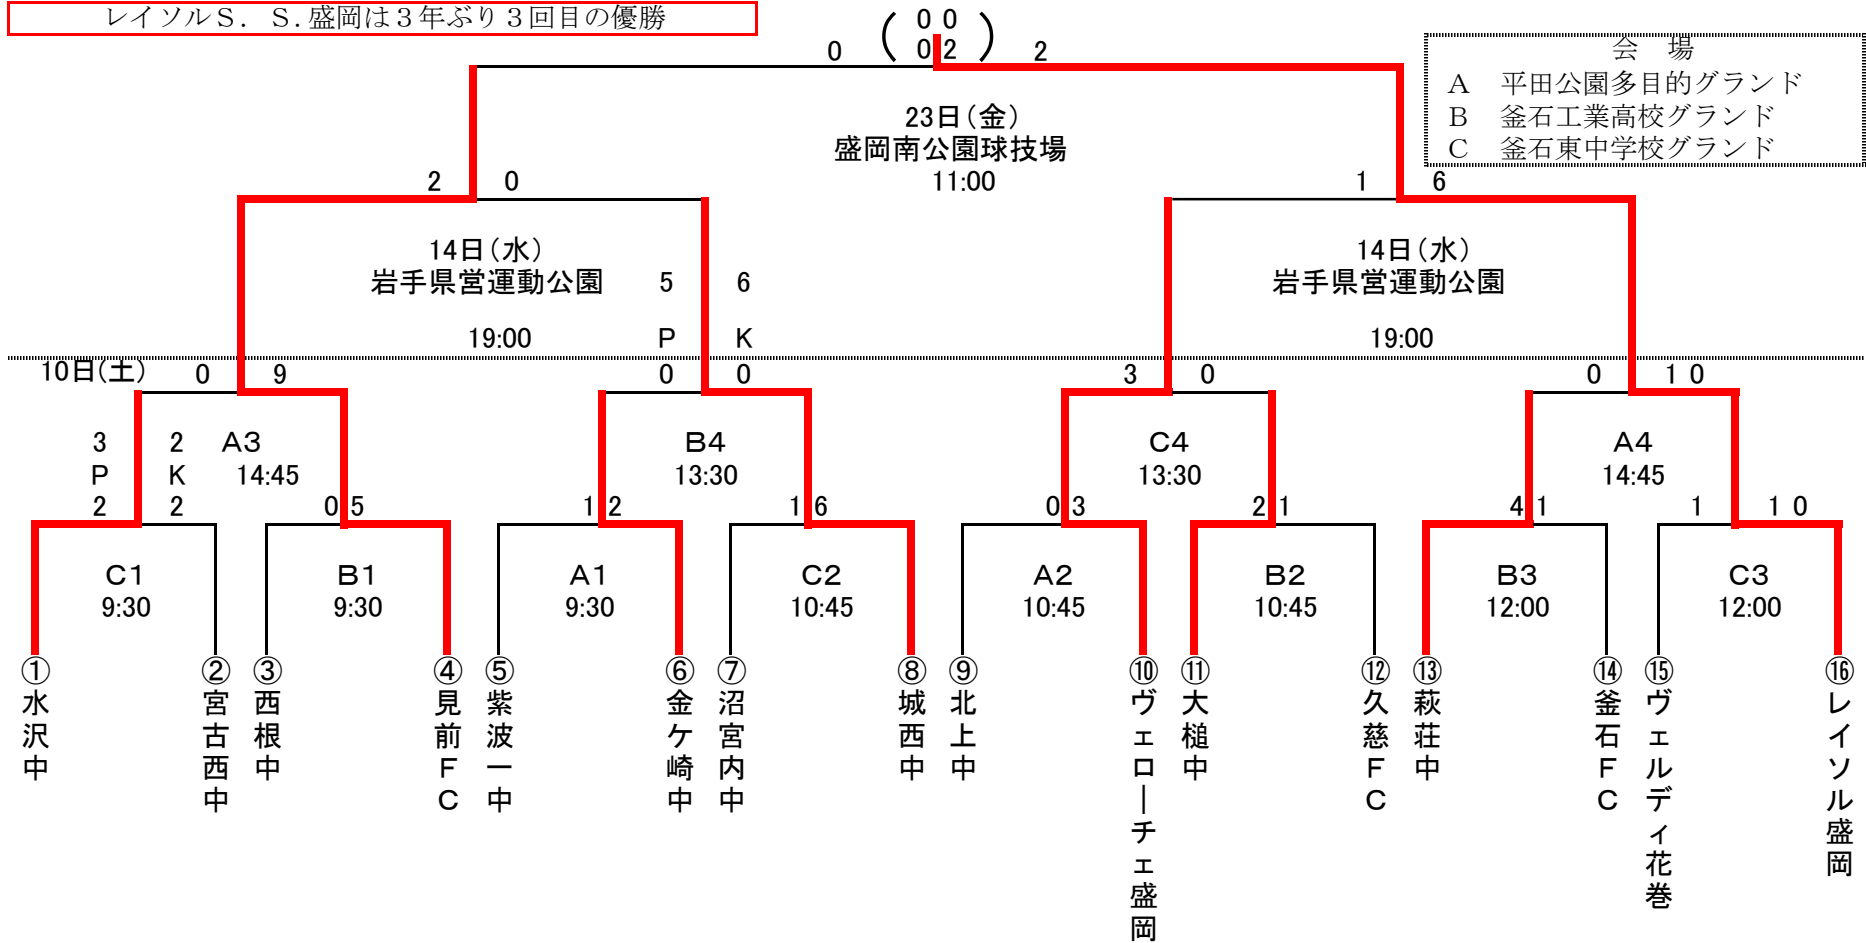 レイソルS．S.盛岡は３年ぶり３回目の優勝
0 0
0 ( 0 2 ) 2
会　場
A　平田公園多目的グランド
B　釜石工業高校グランド
C　釜石東中学校グランド
23日(金)
盛岡南公園球技場
11:00
2 0
1 6
14日(水)
岩手県営運動公園
19:00
5 6
P K
14日(水)
岩手県営運動公園
19:00
10日(土)
0 9
0 0
3 0
0 10
3 2
P K
2 2
A3
14:45
B4
13:30
C4
13:30
A4
14:45
0 5
1 2
1 6
0 3
2 1
4 1
1 10
C1
9:30
B1
9:30
A1
9:30
C2
10:45
A2
10:45
B2
10:45
B3
12:00
C3
12:00
①水沢中
②宮古西中
③西根中
④見前FC
⑤紫波一中
⑥金ケ崎中
⑦沼宮内中
⑧城西中
⑨北上中
⑩ヴェローチェ盛岡
⑪大槌中
⑫久慈FC
⑬萩荘中
⑭釜石FC
⑮ヴェルディ花巻
⑯レイソル盛岡